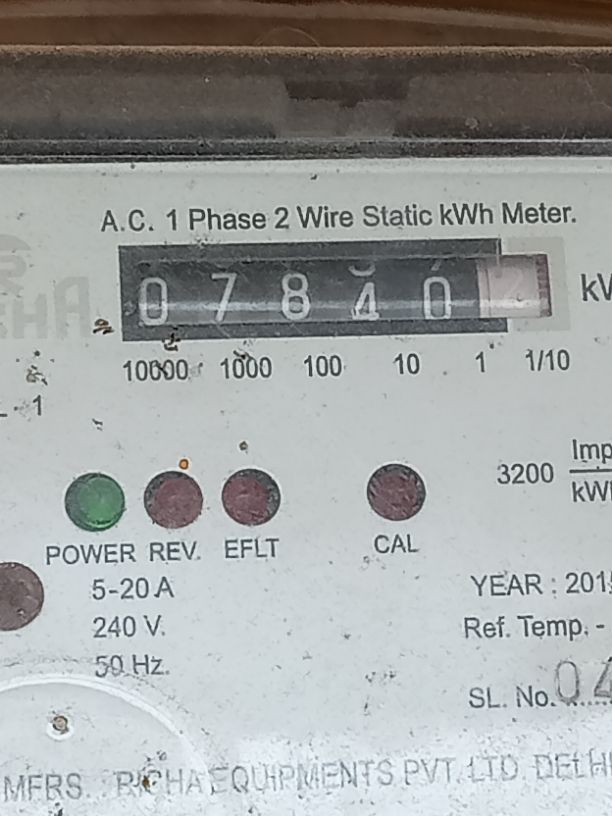 A.C. 1 Phase 2 Wire Static kWh Meter.
0 7 8 4 0
10000 1000 100 10 1 1/10
3200
POWER REV. EFLT CAL
5-20 A
YEAR :
240 V.
Ref. Temp. -
50 Hz.
SL. No.
MFRS. RICHA EQUIPMENTS PVT. LTD. DELHI